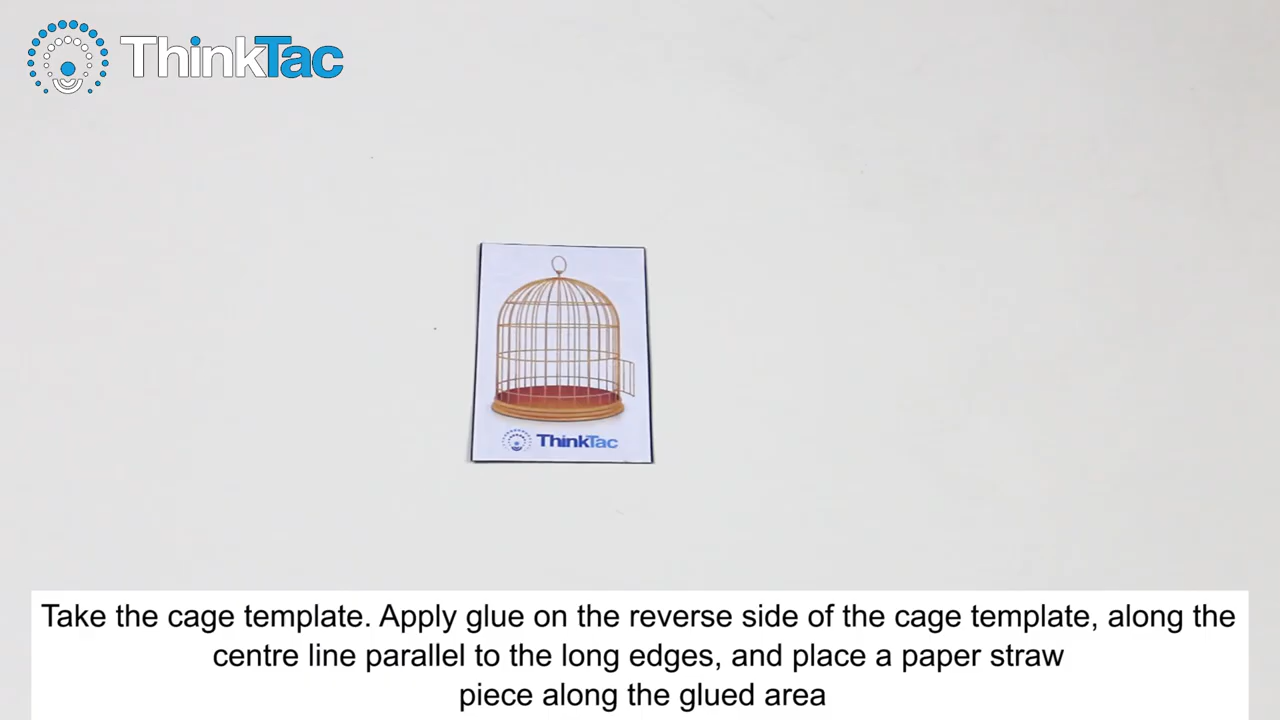 ThinkTac
ThinkTac
Take the cage template. Apply glue on the reverse side of the cage template, along the
centre line parallel to the long edges, and place a paper straw
piece along the glued area